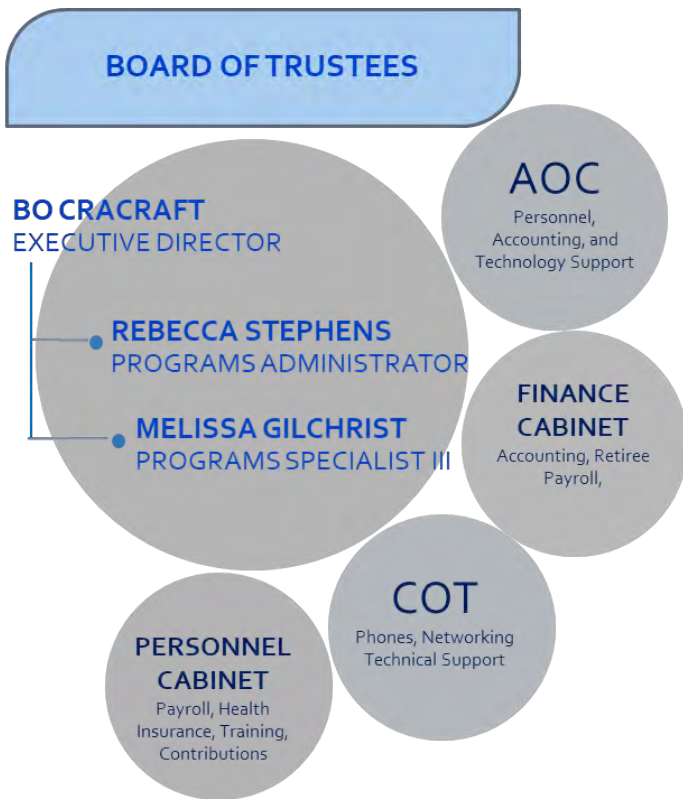 BOARD OF TRUSTEES
BO CRACRAFT
EXECUTIVE DIRECTOR
REBECCA STEPHENS
PROGRAMS ADMINISTRATOR
MELISSA GILCHRIST
PROGRAMS SPECIALIST III
AOC
Personnel,
Accounting, and
Technology Support
FINANCE
CABINET
Accounting, Retiree
Payroll,
COT
Phones, Networking
Technical Support
PERSONNEL
CABINET
Payroll, Health
Insurance, Training,
Contributions